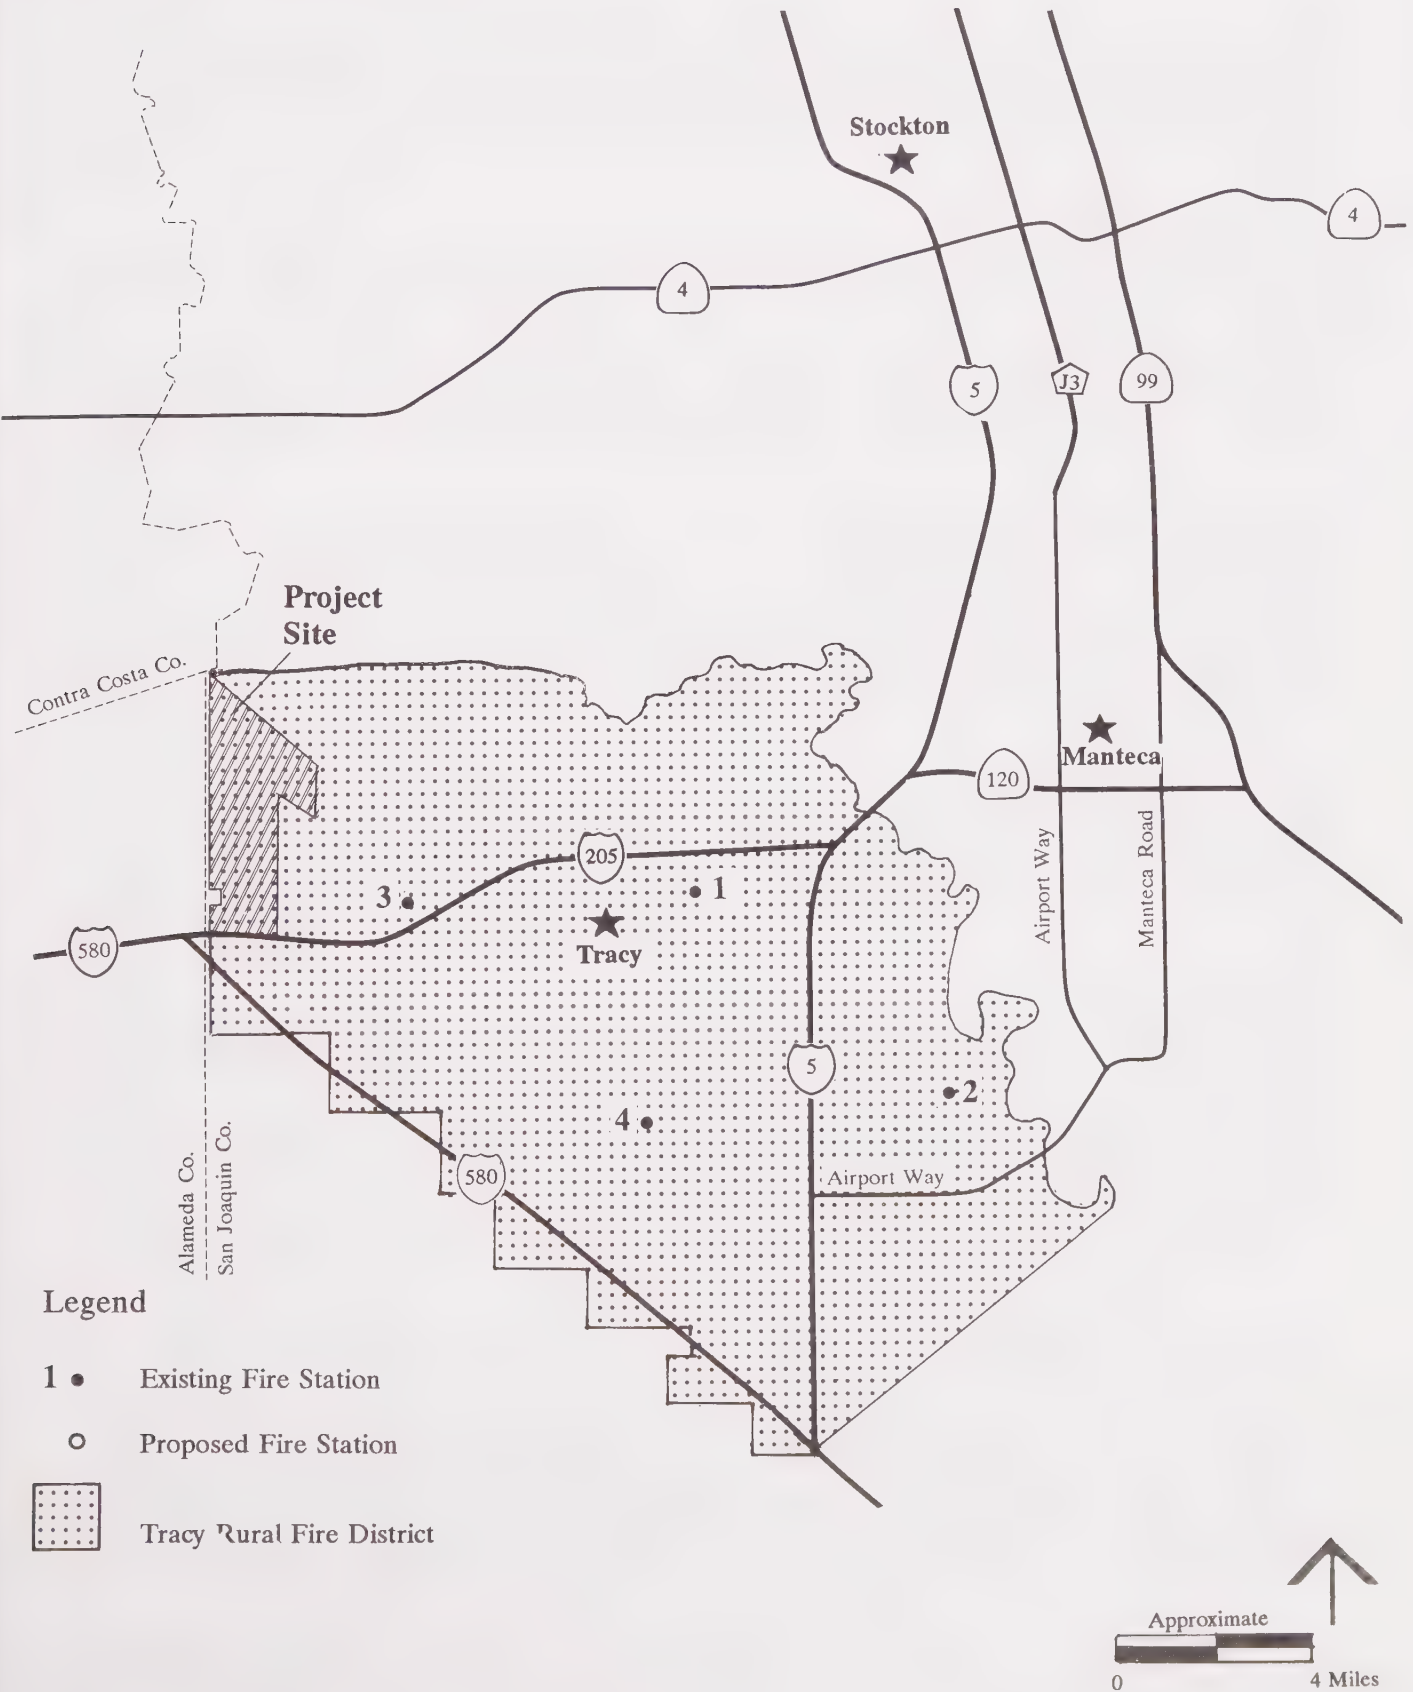 Stockton
4
4
5
J3
99
Project
Site
Contra Costa Co.
Manteca
120
205
3
1
Airport Way
Manteca Road
Tracy
580
5
2
4
580
Airport Way
Alameda Co.
San Joaquin Co.
Legend
1 Existing Fire Station
Proposed Fire Station
Tracy Rural Fire District
Approximate
0 4 Miles